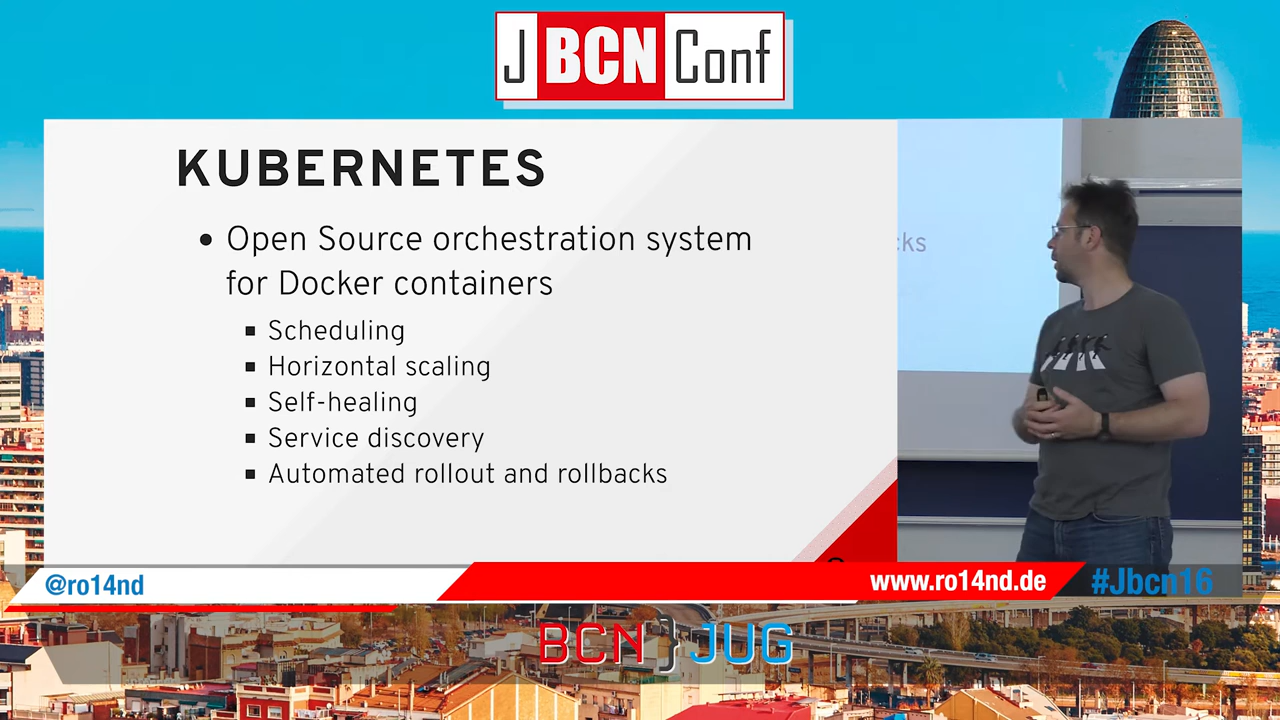 J BCN Conf
KUBERNETES
• Open Source orchestration system
for Docker containers
▪ Scheduling
▪ Horizontal scaling
▪ Self-healing
▪ Service discovery
▪ Automated rollout and rollbacks
cks
@ro14nd
www.ro14nd.de
#Jbcn16
BCN JUG